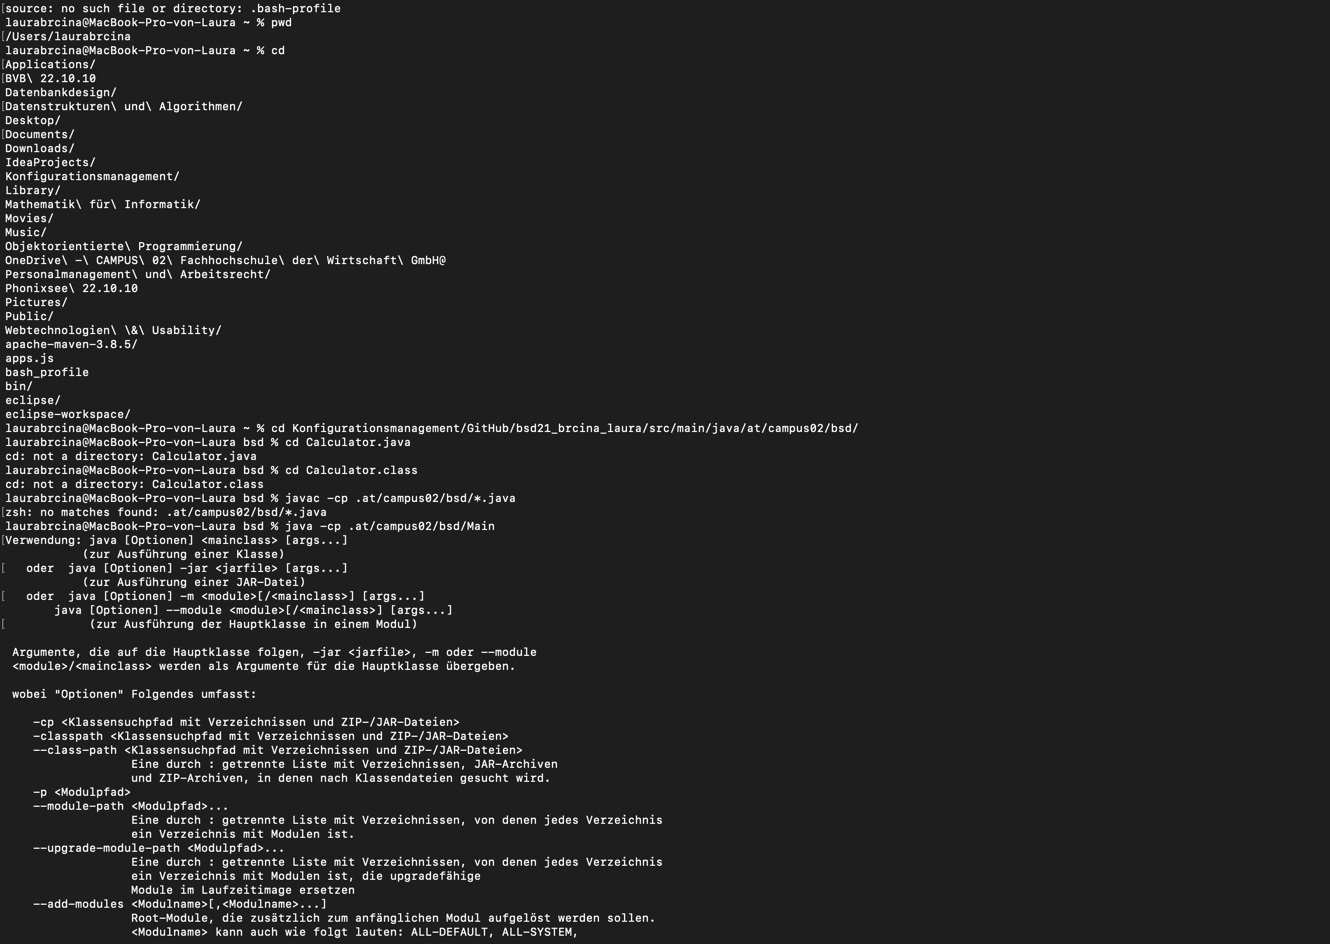 [source: no such file or directory: .bash-profile
laurabrcina@MacBook-Pro-von-Laura ~ % pwd
[/Users/laurabrcina
laurabrcina@MacBook-Pro-von-Laura ~ % cd
[Applications/
[BVB\ 22.10.10
Datenbankdesign/
[Datenstrukturen\ und\ Algorithmen/
Desktop/
[Documents/
Downloads/
IdeaProjects/
Konfigurationsmanagement/
Library/
Mathematik\ für\ Informatik/
Movies/
Music/
Objektorientierte\ Programmierung/
OneDrive\ -\ CAMPUS\ 02\ Fachhochschule\ der\ Wirtschaft\ GmbH@
Personalmanagement\ und\ Arbeitsrecht/
Phonixsee\ 22.10.10
Pictures/
Public/
Webtechnologien\ \&\ Usability/
apache-maven-3.8.5/
apps.js
bash_profile
bin/
eclipse/
eclipse-workspace/
laurabrcina@MacBook-Pro-von-Laura ~ % cd Konfigurationsmanagement/GitHub/bsd21_brcina_laura/src/main/java/at/campus02/bsd/
laurabrcina@MacBook-Pro-von-Laura bsd % cd Calculator.java
cd: not a directory: Calculator.java
laurabrcina@MacBook-Pro-von-Laura bsd % cd Calculator.class
cd: not a directory: Calculator.class
laurabrcina@MacBook-Pro-von-Laura bsd % javac -cp .at/campus02/bsd/*.java
[zsh: no matches found: .at/campus02/bsd/*.java
laurabrcina@MacBook-Pro-von-Laura bsd % java -cp .at/campus02/bsd/Main
[Verwendung: java [Optionen] <mainclass> [args...]
(zur Ausführung einer Klasse)
[ oder java [Optionen] -jar <jarfile> [args...]
(zur Ausführung einer JAR-Datei)
[ oder java [Optionen] -m <module>[/<mainclass>] [args...]
java [Optionen] --module <module>[/<mainclass>] [args...]
[ (zur Ausführung der Hauptklasse in einem Modul)
Argumente, die auf die Hauptklasse folgen, -jar <jarfile>, -m oder --module
<module>/<mainclass> werden als Argumente für die Hauptklasse übergeben.
wobei "Optionen" Folgendes umfasst:
-cp <Klassensuchpfad mit Verzeichnissen und ZIP-/JAR-Dateien>
-classpath <Klassensuchpfad mit Verzeichnissen und ZIP-/JAR-Dateien>
--class-path <Klassensuchpfad mit Verzeichnissen und ZIP-/JAR-Dateien>
Eine durch : getrennte Liste mit Verzeichnissen, JAR-Archiven
und ZIP-Archiven, in denen nach Klassendateien gesucht wird.
-p <Modulpfad>
--module-path <Modulpfad>...
Eine durch : getrennte Liste mit Verzeichnissen, von denen jedes Verzeichnis
ein Verzeichnis mit Modulen ist.
--upgrade-module-path <Modulpfad>...
Eine durch : getrennte Liste mit Verzeichnissen, von denen jedes Verzeichnis
ein Verzeichnis mit Modulen ist, die upgradefähige
Module im Laufzeitimage ersetzen
--add-modules <Modulname>[,<Modulname>...]
Root-Module, die zusätzlich zum anfänglichen Modul aufgelöst werden sollen.
<Modulname> kann auch wie folgt lauten: ALL-DEFAULT, ALL-SYSTEM,